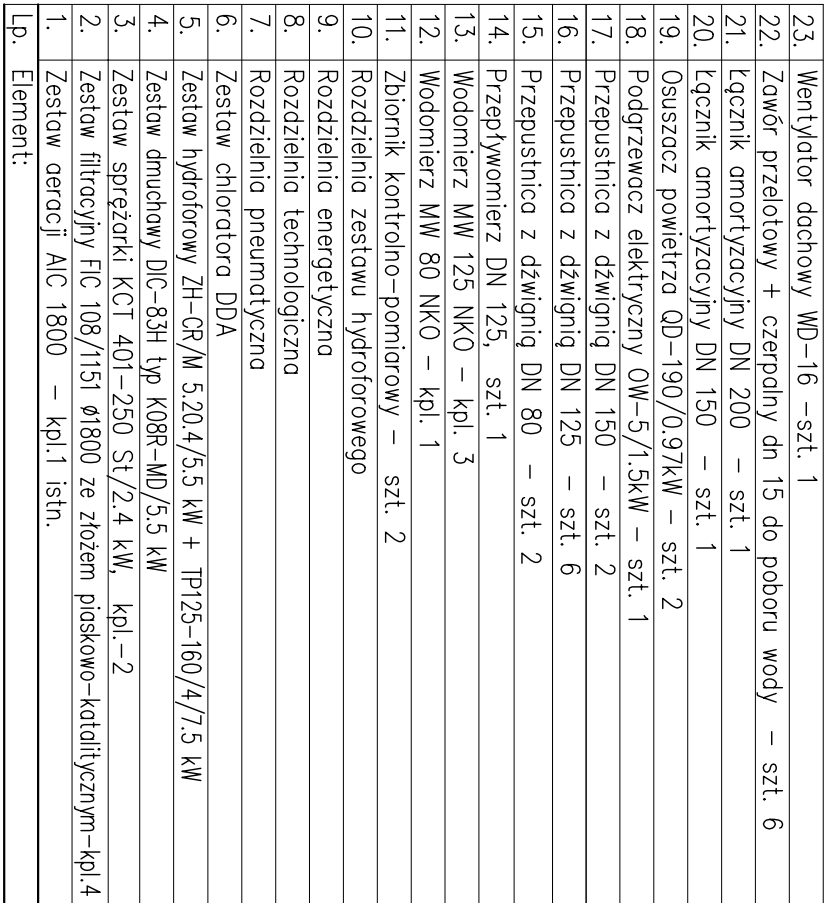 23. Wentylator dachowy WD-16 -szt. 1
22. Zawór przelotowy + czerpalny dn 15 do poboru wody - szt. 6
21. Łącznik amortyzacyjny DN 200 - szt. 1
20. Łącznik amortyzacyjny DN 150 - szt. 1
19. Osuszacz powietrza QD-190/0.97kW - szt. 2
18. Podgrzewacz elektryczny OW-5/1.5kW - szt. 1
17. Przepustnica z dźwignią DN 150 - szt. 2
16. Przepustnica z dźwignią DN 125 - szt. 6
15. Przepustnica z dźwignią DN 80 - szt. 2
14. Przepływomierz DN 125, szt. 1
13. Wodomierz MW 125 NKO - kpl. 3
12. Wodomierz MW 80 NKO - kpl. 1
11. Zbiornik kontrolno-pomiarowy - szt. 2
10. Rozdzielnia zestawu hydroforowego
9. Rozdzielnia energetyczna
8. Rozdzielnia technologiczna
7. Rozdzielnia pneumatyczna
6. Zestaw chloratora DDA
5. Zestaw hydroforowy ZH-CR/M 5.20.4/5.5 kW + TP125-160/4/7.5 kW
4. Zestaw dmuchawy DIC-83H typ K08R-MD/5.5 kW
3. Zestaw sprężarki KCT 401-250 St/2.4 kW, kpl.-2
2. Zestaw filtracyjny FIC 108/1151 ø1800 ze złożem piaskowo-katalitycznym-kpl.4
1. Zestaw aeracji AIC 1800 - kpl.1 istn.
Lp. Element: